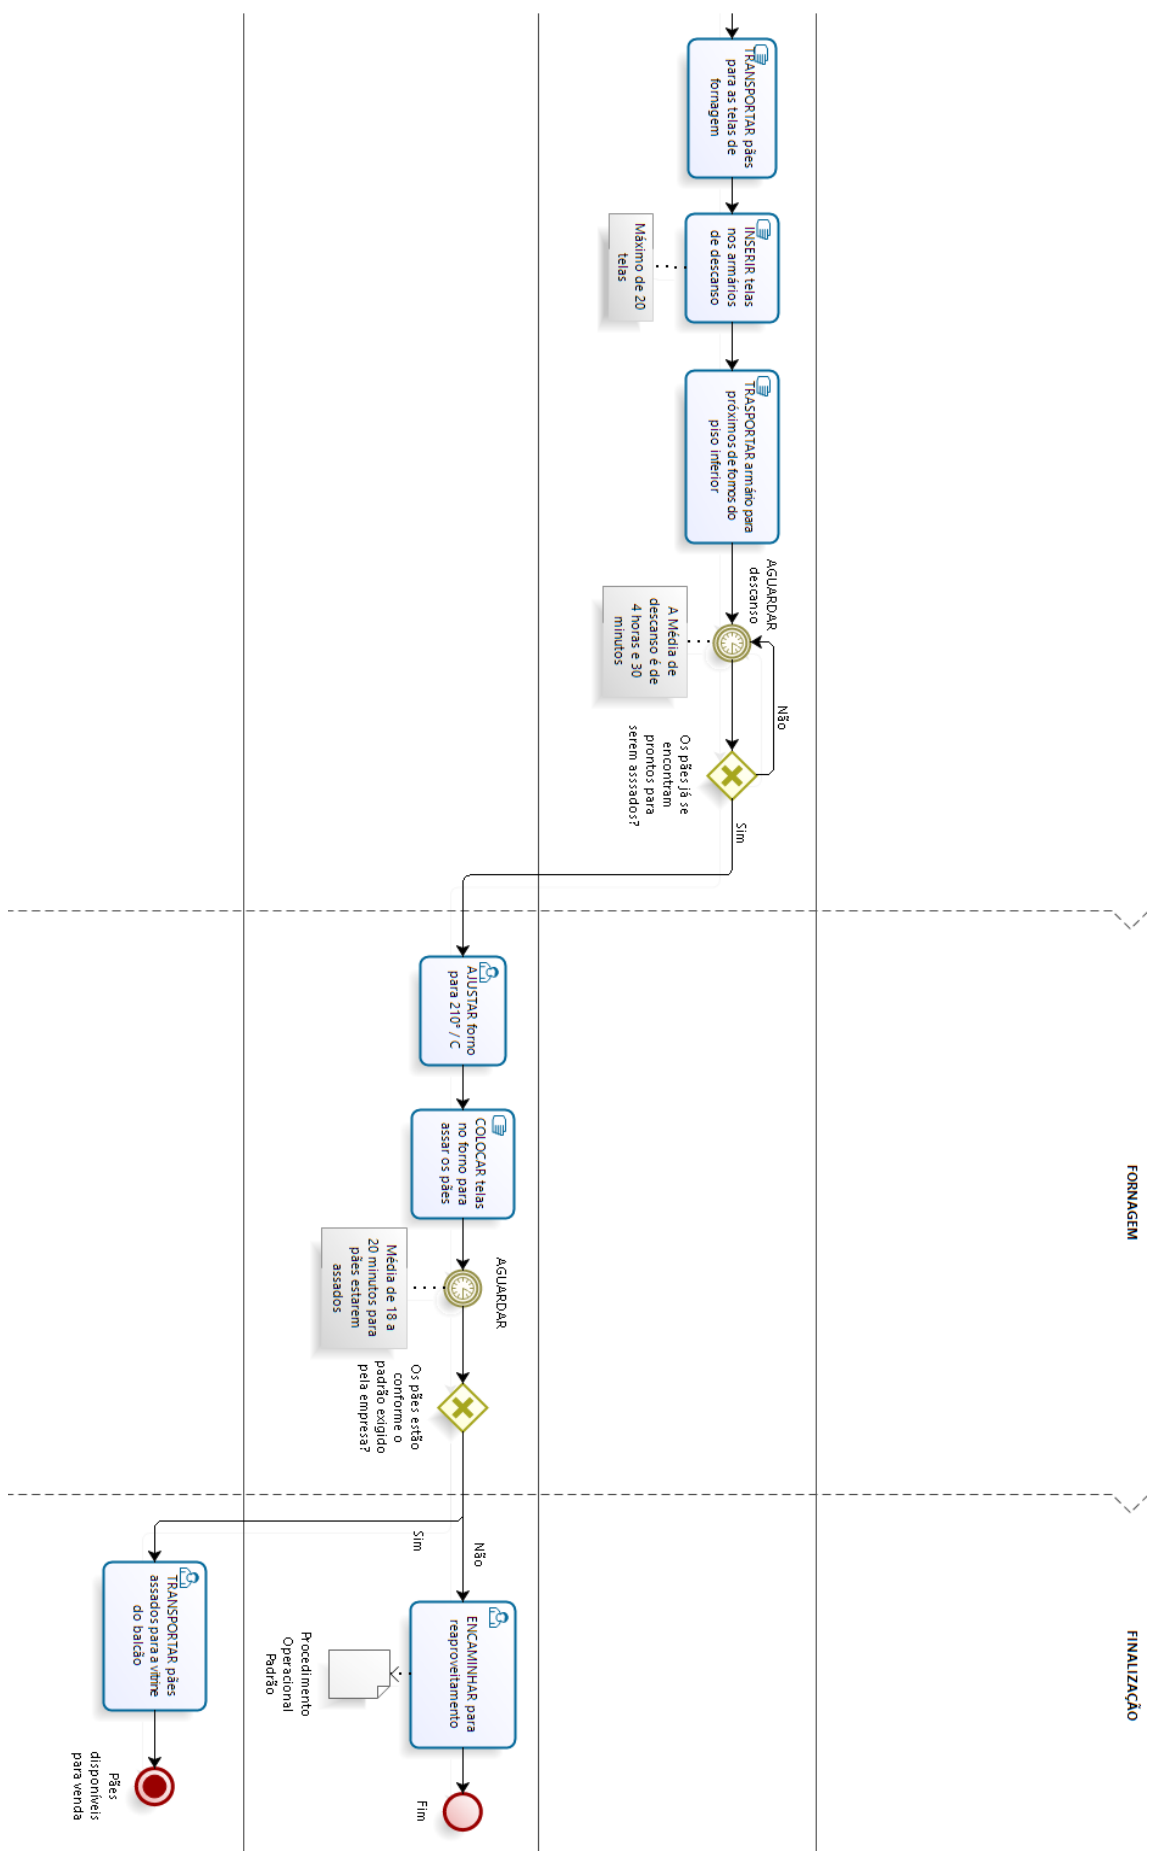 TRANSPORTAR pães
para as telas de
fornagem
INSERIR telas
nos armários
de descanso
Máximo de 20
telas
TRASPORTAR armário para
próximos de fornos do
piso inferior
AGUARDAR
descanso
A Média de
descanso é de
4 horas e 30
minutos
Não
Os pães já se
encontram
prontos para
serem asssados?
Sim
FORNAGEM
AJUSTAR forno
para 210° / C
COLOCAR telas
no forno para
assar os pães
AGUARDAR
Média de 18 a
20 minutos para
pães estarem
assados
Os pães estão
conforme o
padrão exigido
pela empresa?
FINALIZAÇÃO
Não
Sim
ENCAMINHAR para
reaproveitamento
Procedimento
Operacional
Padrão
Fim
TRANSPORTAR pães
assados para a vitrine
do balcão
Pães
disponíveis
para venda